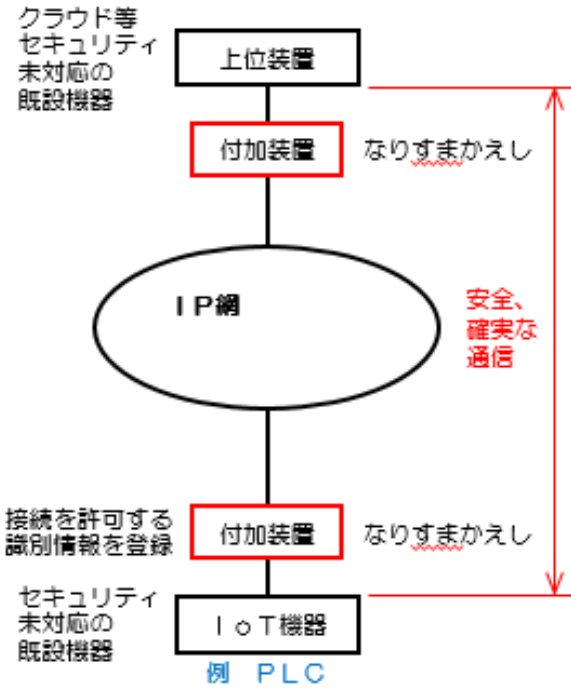 クラウド等
セキュリティ
未対応の
既設機器
上位装置
付加装置
なりすまかえし
ＩＰ網
安全、
確実な
通信
接続を許可する
識別情報を登録
付加装置
なりすまかえし
セキュリティ
未対応の
既設機器
ＩｏＴ機器
例　ＰＬＣ